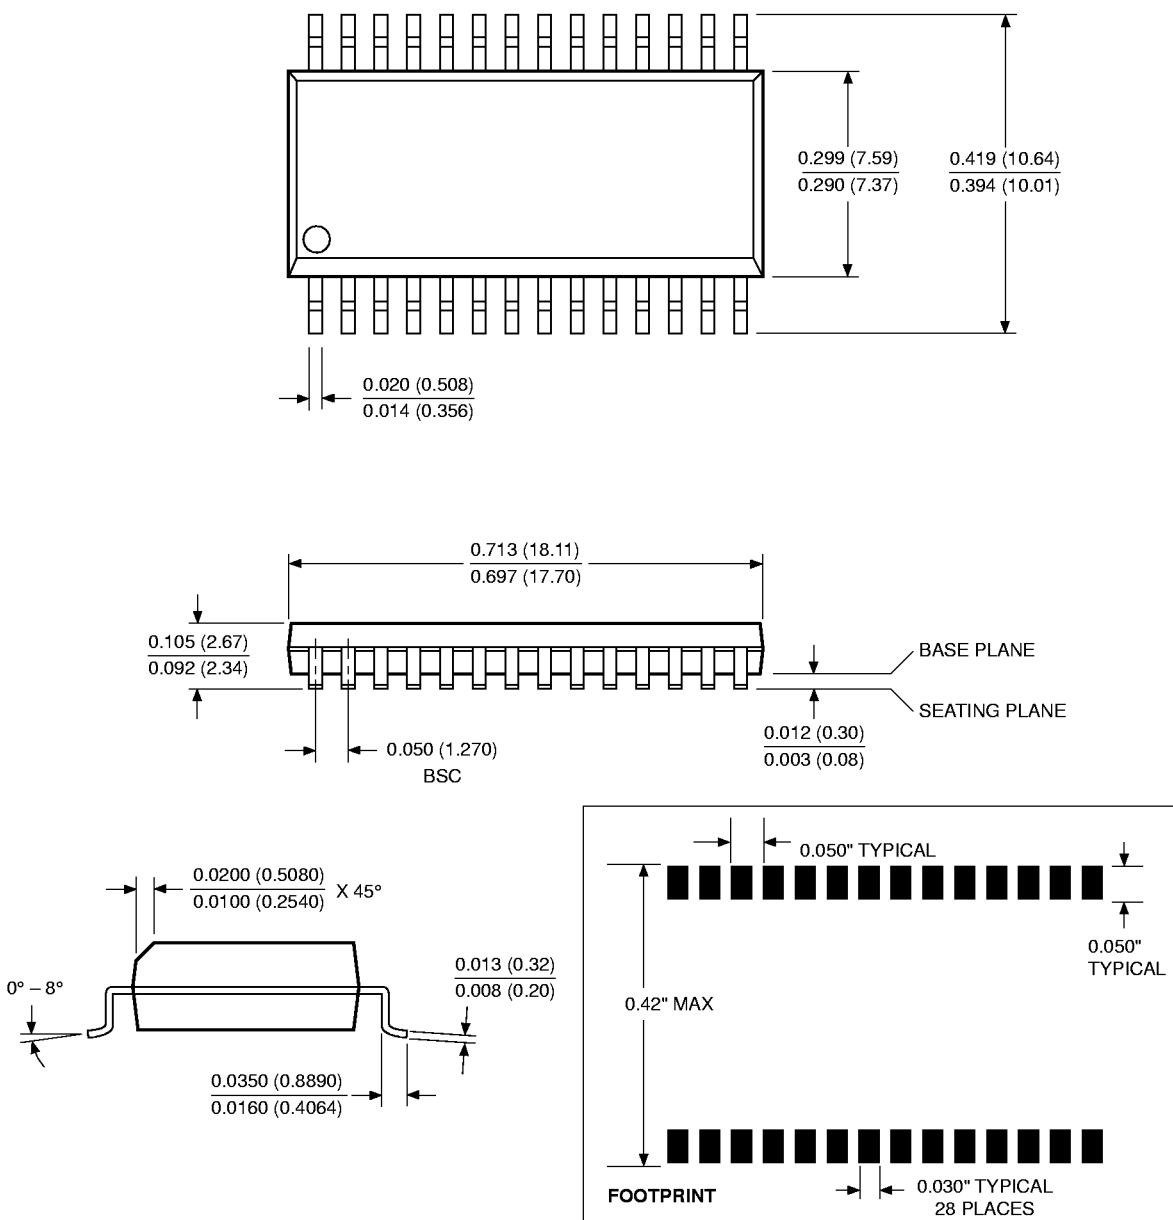 0.299 (7.59)
0.290 (7.37)
0.419 (10.64)
0.394 (10.01)
0.020 (0.508)
0.014 (0.356)
0.713 (18.11)
0.697 (17.70)
0.105 (2.67)
0.092 (2.34)
BASE PLANE
SEATING PLANE
0.012 (0.30)
0.003 (0.08)
0.050 (1.270)
BSC
0.0200 (0.5080)
0.0100 (0.2540)
X 45°
0° – 8°
0.013 (0.32)
0.008 (0.20)
0.0350 (0.8890)
0.0160 (0.4064)
0.050" TYPICAL
0.050"
TYPICAL
0.42" MAX
FOOTPRINT
0.030" TYPICAL
28 PLACES